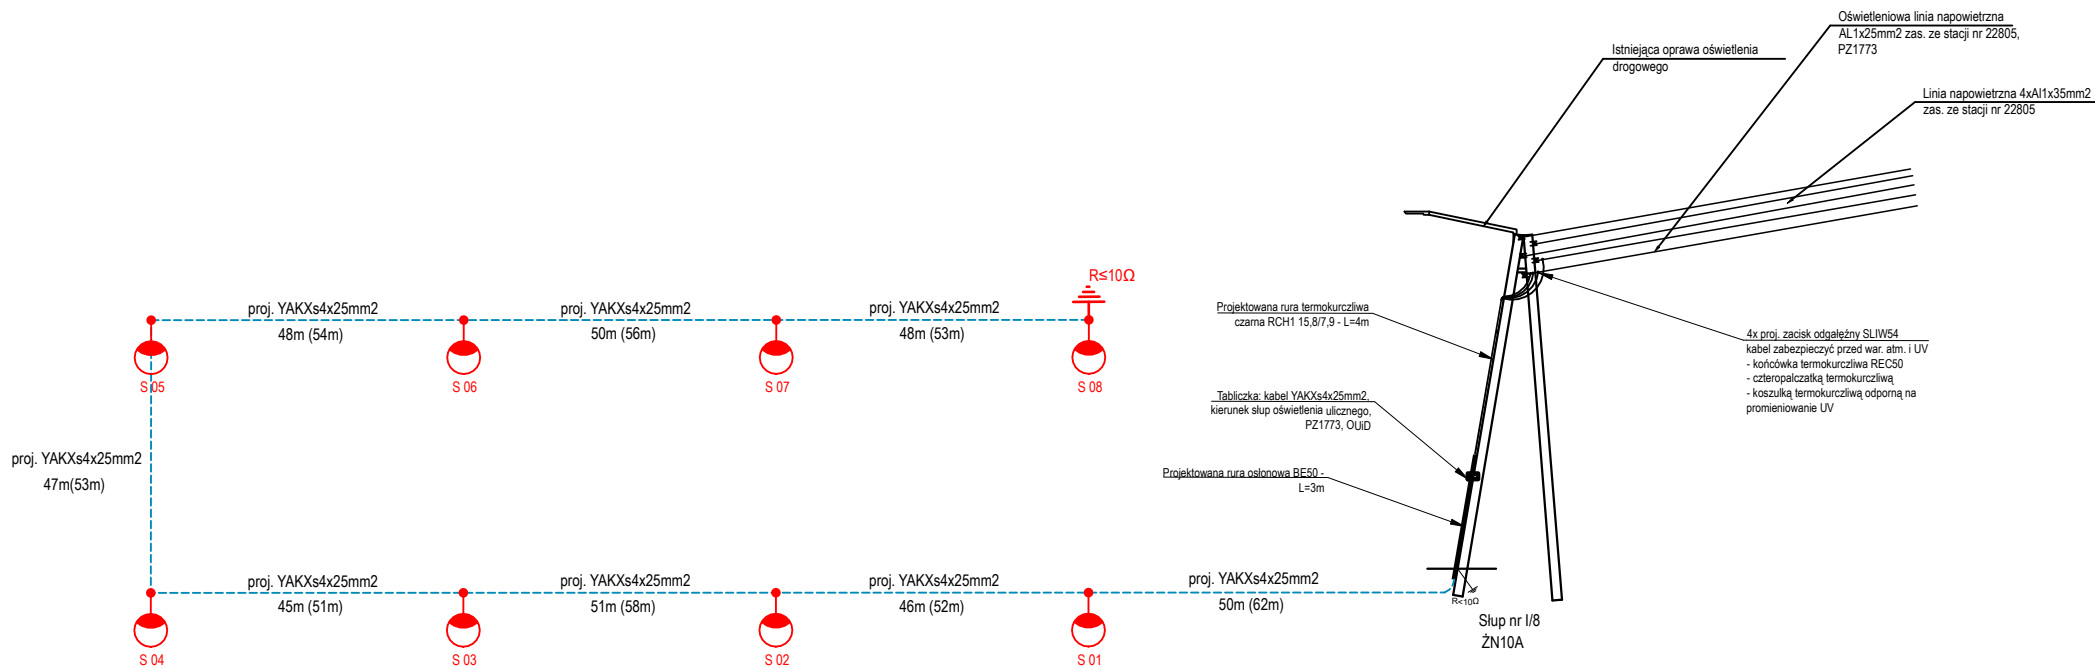 Oświetleniowa linia napowietrzna
AL1x25mm2 zas. ze stacji nr 22805,
PZ1773
Istniejąca oprawa oświetlenia
drogowego
Linia napowietrzna 4xAl1x35mm2
zas. ze stacji nr 22805
R≤10Ω
proj. YAKXs4x25mm2
48m (54m)
proj. YAKXs4x25mm2
50m (56m)
proj. YAKXs4x25mm2
48m (53m)
S 05
S 06
S 07
S 08
Projektowana rura termokurczliwa
czarna RCH1 15,8/7,9 - L=4m
4x proj. zacisk odgałęźny SLIW54
kabel zabezpieczyć przed war. atm. i UV
- końcówka termokurczliwa REC50
- czteropalczatką termokurczliwą
- koszulką termokurczliwą odporną na
promieniowanie UV
Tabliczka: kabel YAKXs4x25mm2,
kierunek słup oświetlenia ulicznego,
PZ1773, OUiD
proj. YAKXs4x25mm2
47m(53m)
Projektowana rura osłonowa BE50 -
L=3m
proj. YAKXs4x25mm2
45m (51m)
proj. YAKXs4x25mm2
51m (58m)
proj. YAKXs4x25mm2
46m (52m)
proj. YAKXs4x25mm2
50m (62m)
R<10Ω
Słup nr I/8
ŻN10A
S 04
S 03
S 02
S 01